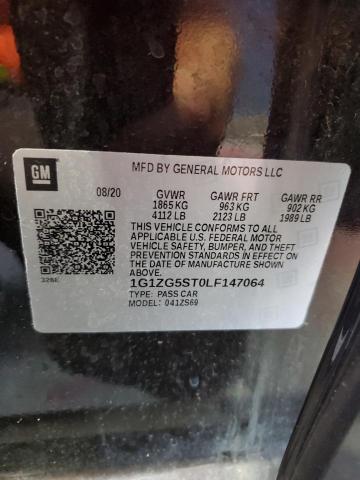 GM
MFD BY GENERAL MOTORS LLC
08/20 GVWR GAWR FRT GAWR RR
1865 KG 963 KG 902 KG
4112 LB 2123 LB 1989 LB
THIS VEHICLE CONFORMS TO ALL
APPLICABLE U.S. FEDERAL MOTOR
VEHICLE SAFETY, BUMPER, AND THEFT
PREVENTION STANDARDS IN EFFECT ON
THE DATE OF MANUFACTURE SHOWN ABOVE.
328E
1G1ZG5ST0LF147064
TYPE: PASS CAR
MODEL: 041ZS69